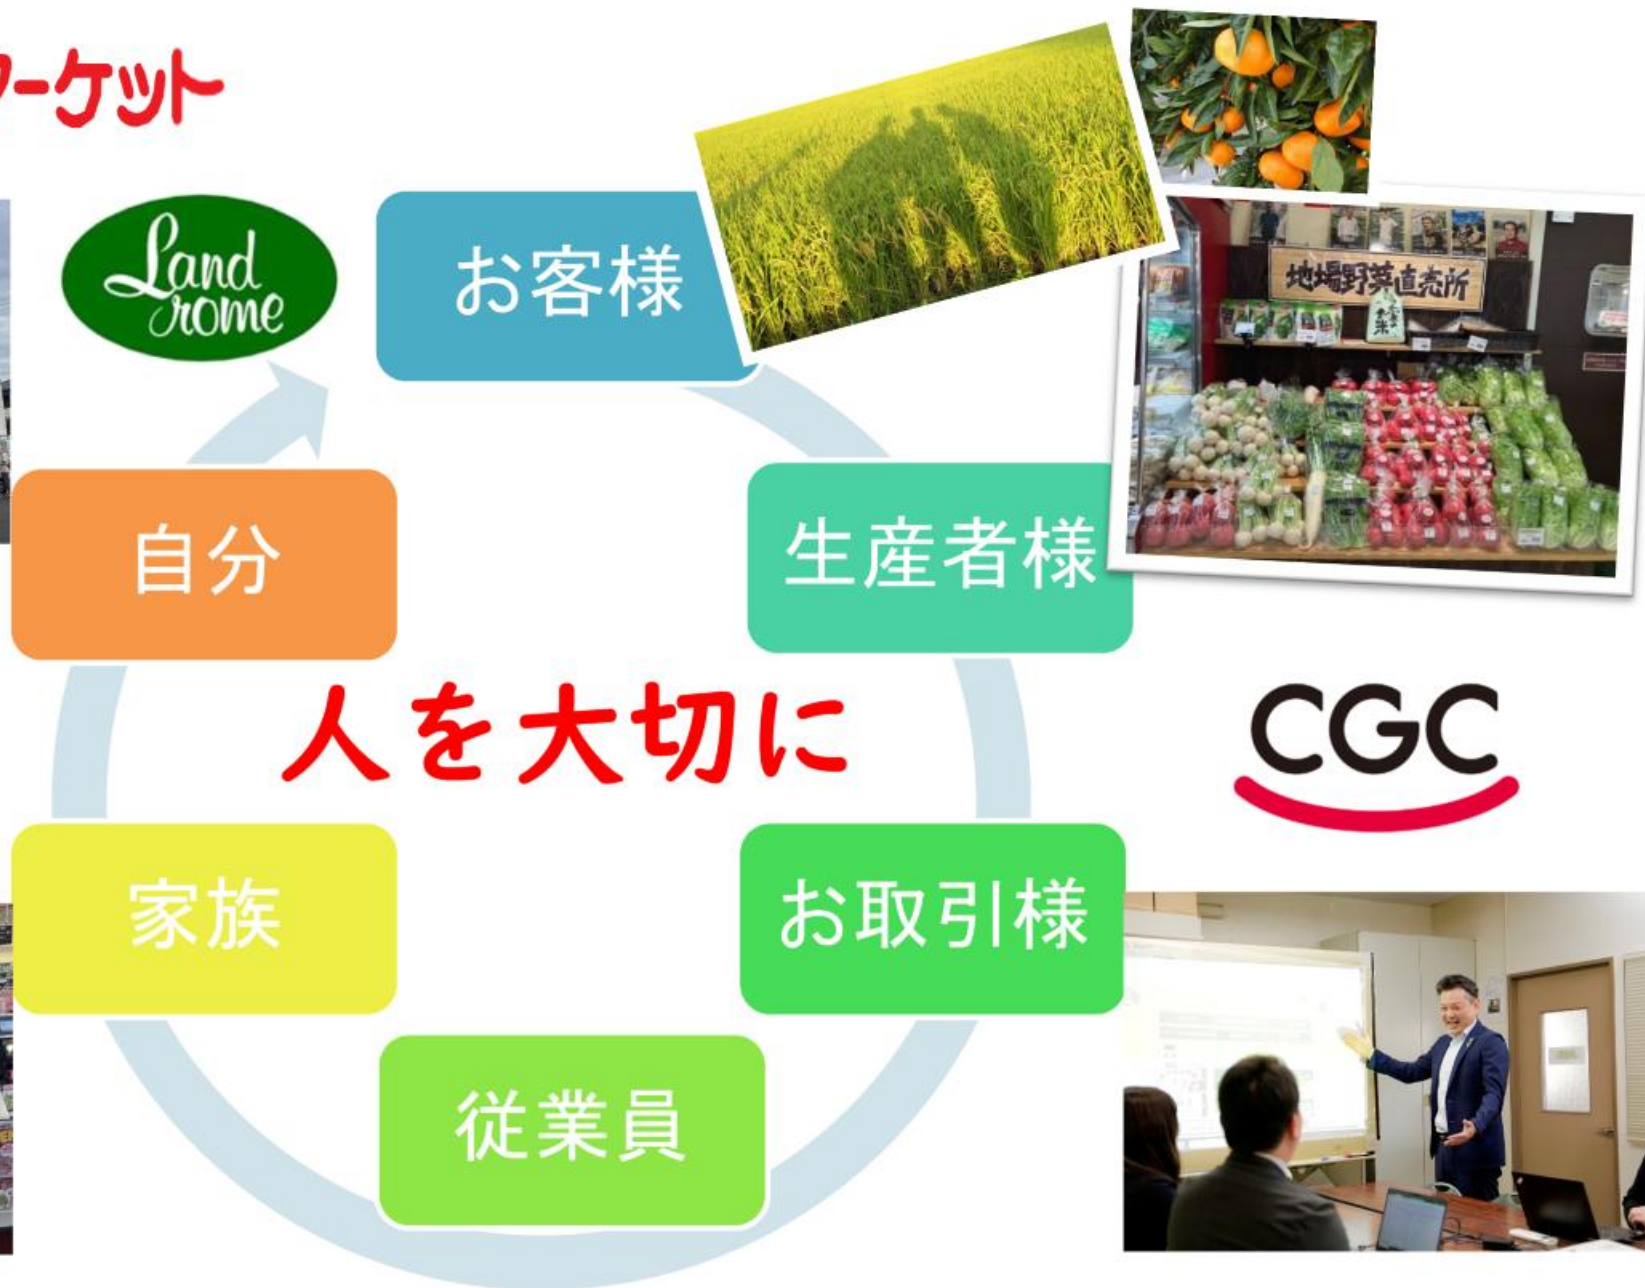 ーケット
Land
rome
お客様
地場野菜直売所
自分
生産者様
人を大切に
CGC
家族
お取引様
従業員